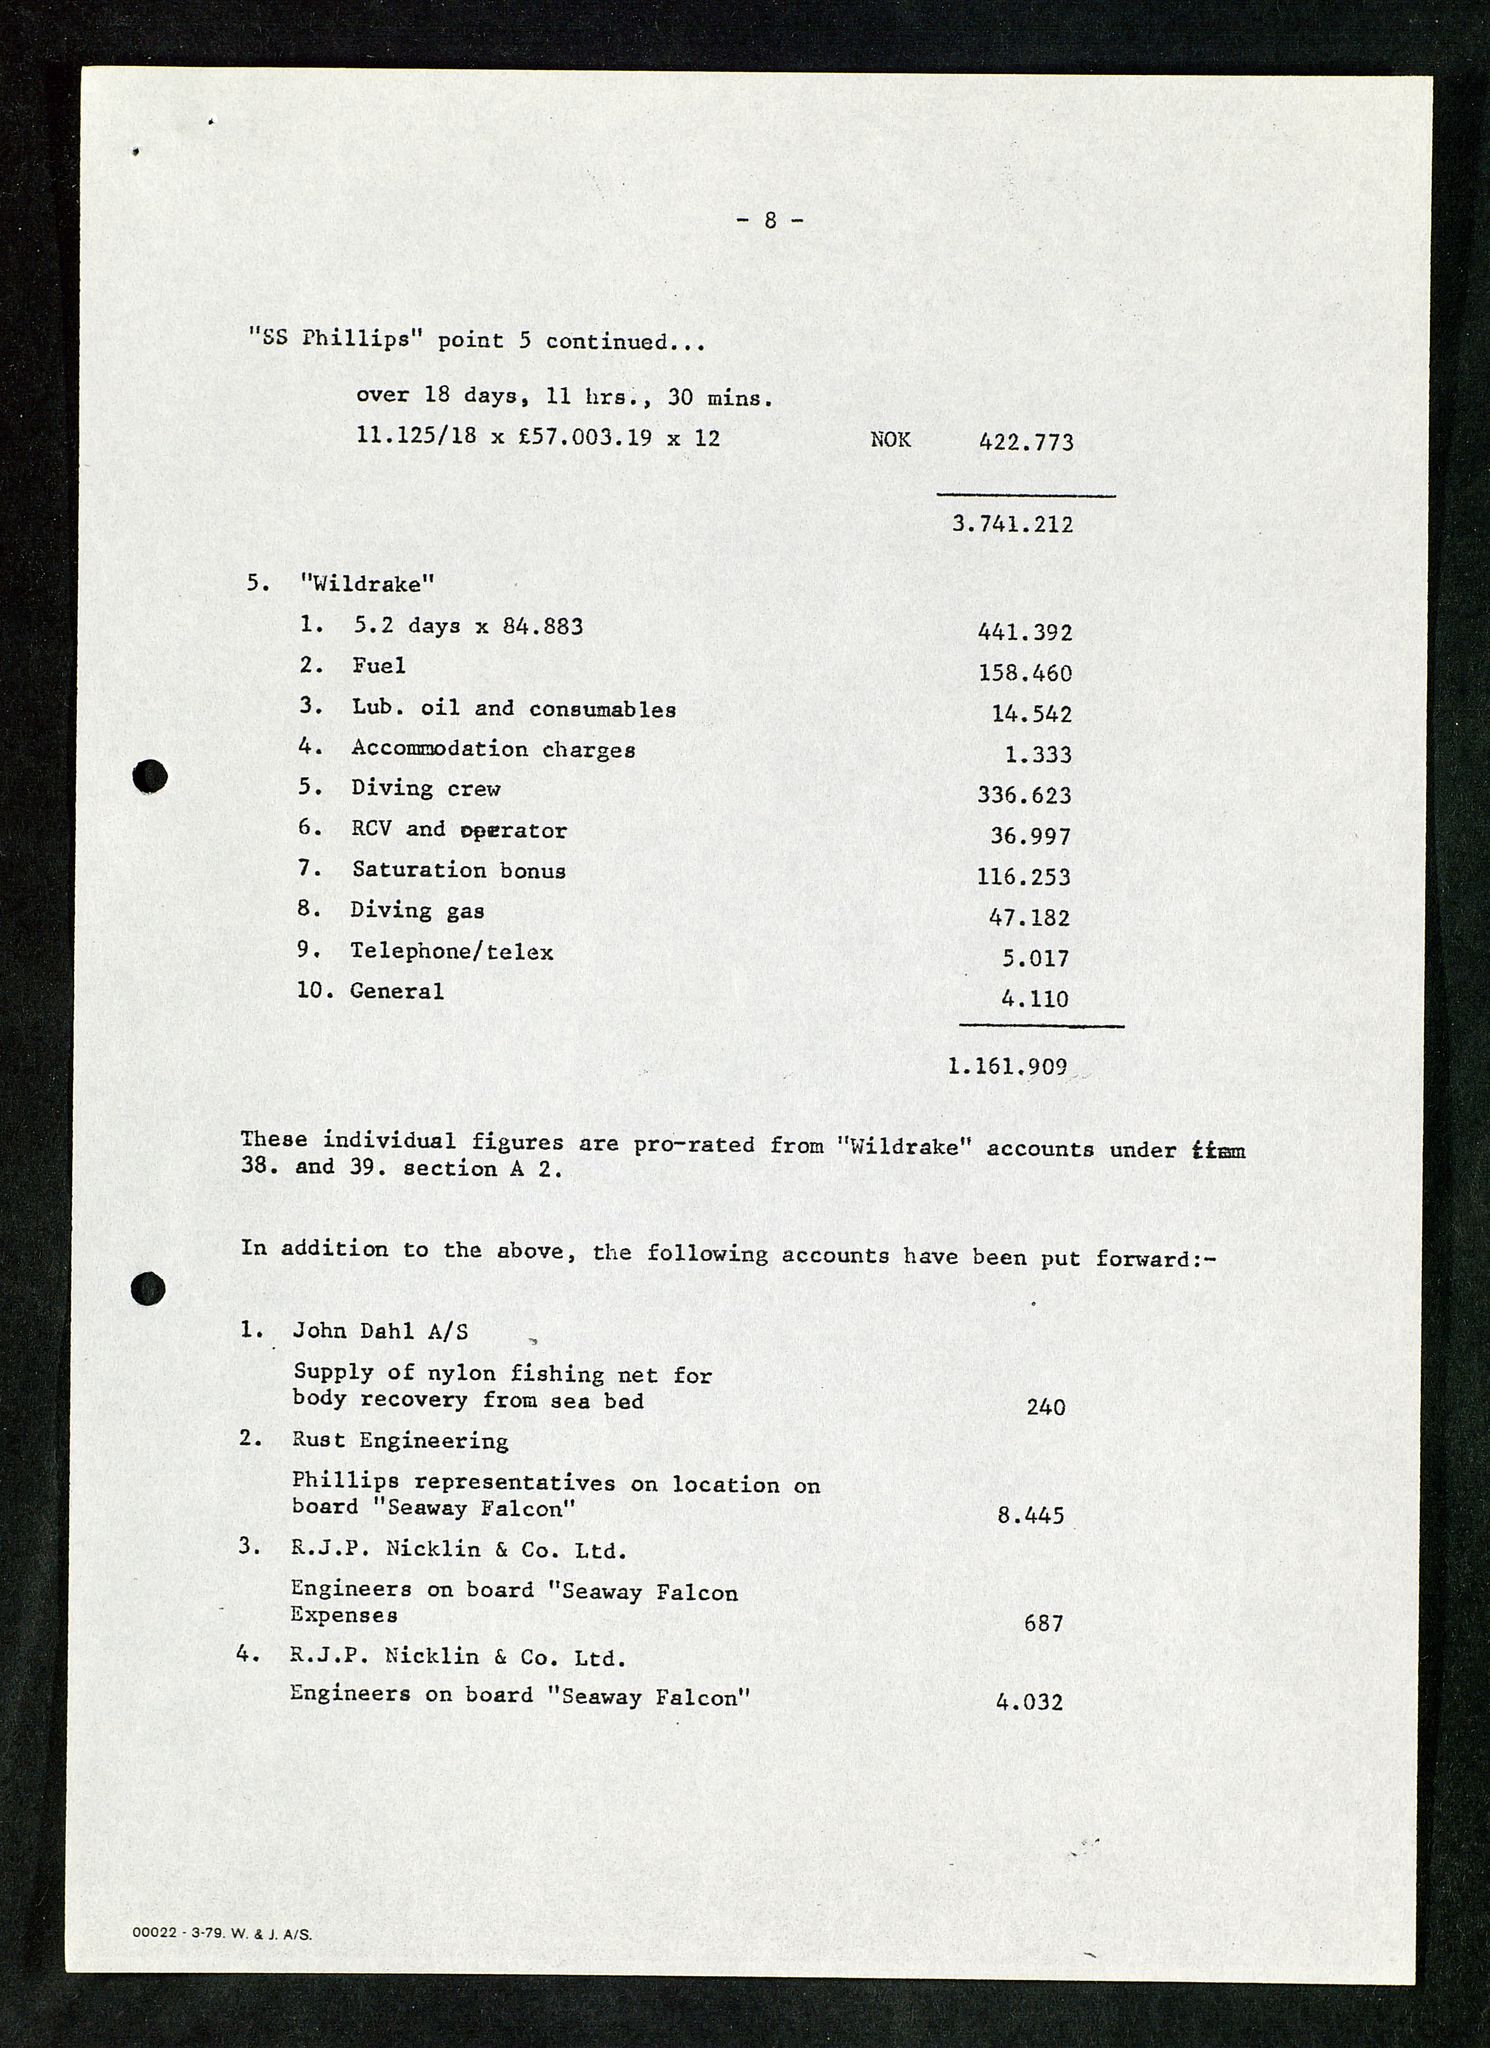 - 8 -
"SS Phillips" point 5 continued...
over 18 days, 11 hrs., 30 mins.
11.125/18 x £57.003.19 x 12 NOK 422.773
3.741.212
5. "Wildrake"
1. 5.2 days x 84.883 441.392
2. Fuel 158.460
3. Lub. oil and consumables 14.542
4. Accommodation charges 1.333
5. Diving crew 336.623
6. RCV and operator 36.997
7. Saturation bonus 116.253
8. Diving gas 47.182
9. Telephone/telex 5.017
10. General 4.110
1.161.909
These individual figures are pro-rated from "Wildrake" accounts under item
38. and 39. section A 2.
In addition to the above, the following accounts have been put forward:-
1. John Dahl A/S
Supply of nylon fishing net for
body recovery from sea bed 240
2. Rust Engineering
Phillips representatives on location on
board "Seaway Falcon" 8.445
3. R.J.P. Nicklin & Co. Ltd.
Engineers on board "Seaway Falcon
Expenses 687
4. R.J.P. Nicklin & Co. Ltd.
Engineers on board "Seaway Falcon" 4.032
00022 - 3-79. W. & J. A/S.